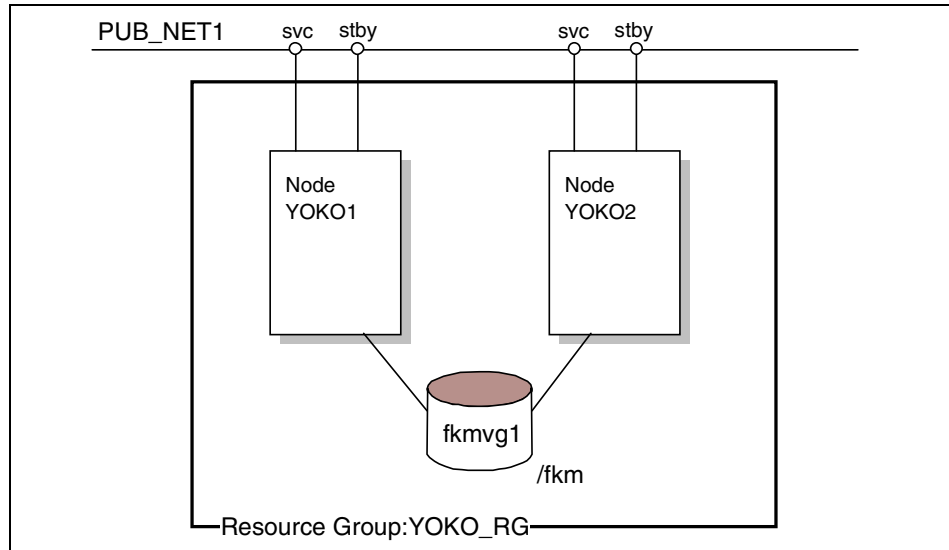 PUB_NET1 svc stby svc stby
Node Node
YOKO1 YOKO2
fkmvg1
/fkm
Resource Group:YOKO_RG